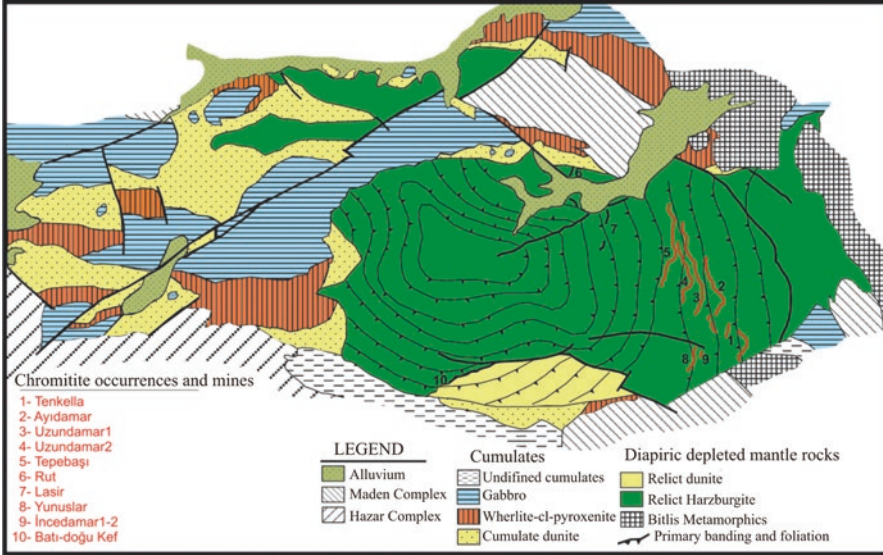 6
7
5
4
2
3
1
8
9
10
Chromitite occurrences and mines
1- Tenkella
2- Ayıdamar
3- Uzundamar1
4- Uzundamar2
5- Tepebaşı
6- Rut
7- Lasir
8- Yunuslar
9- İncedamar1-2
10- Batı-doğu Kef
LEGEND
Alluvium
Maden Complex
Hazar Complex
Cumulates
Undifined cumulates
Gabbro
Wherlite-cl-pyroxenite
Cumulate dunite
Diapiric depleted mantle rocks
Relict dunite
Relict Harzburgite
Bitlis Metamorphics
Primary banding and foliation